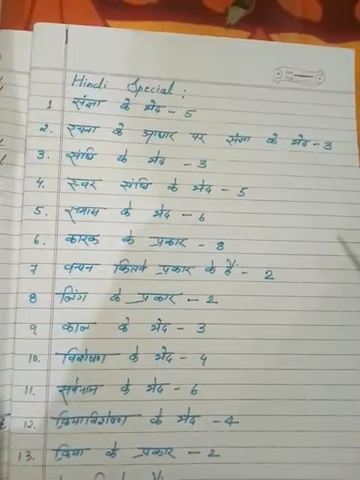 Hindi Special :
1 संज्ञा के भेद - 5
2. रचना के आधार पर संज्ञा के भेद - 3
3. संधि के भेद - 3
4. स्वर संधि के भेद - 5
5. समास के भेद - 6
6. कारक के प्रकार - 8
7 वचन कितने प्रकार के हैं - 2
8 लिंग के प्रकार - 2
9 काल के भेद - 3
10. विशेषण के भेद - 4
11. सर्वनाम के भेद - 6
12. क्रियाविशेषण के भेद - 4
13. क्रिया के प्रकार - 2